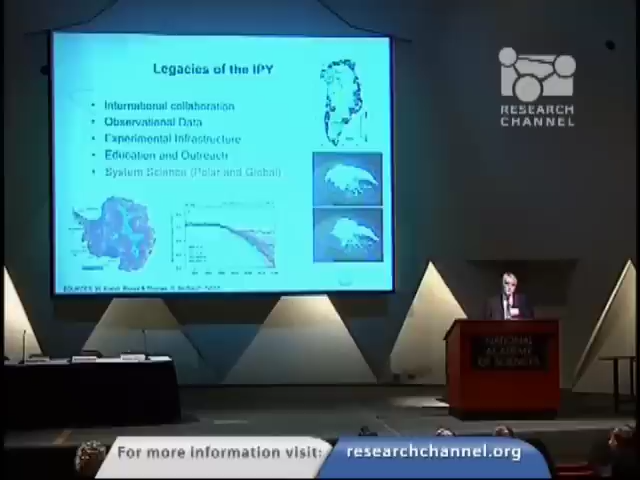 Legacies of the IPY
• International collaboration
• Observational Data
• Experimental Infrastructure
• Education and Outreach
• System Science (Polar and Global)
RESEARCH
CHANNEL
NATIONAL
ACADEMY
OF SCIENCES
For more information visit:
researchchannel.org